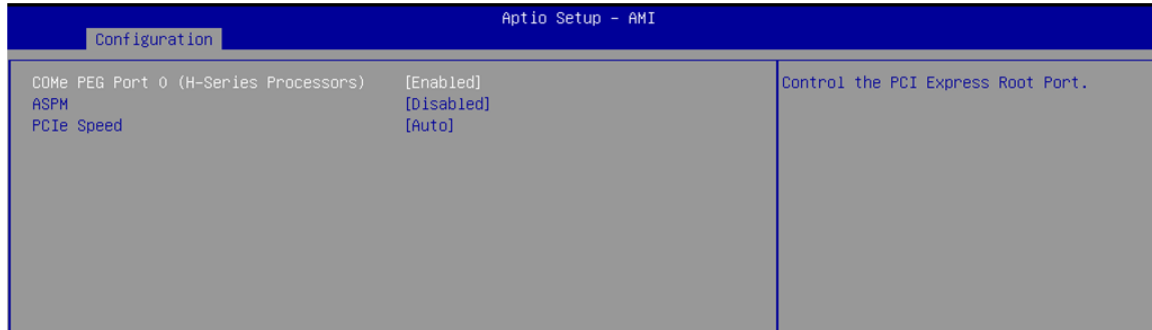 Aptio Setup - AMI
Configuration
COMe PEG Port 0 (H-Series Processors) [Enabled]
ASPM [Disabled]
PCIe Speed [Auto]
Control the PCI Express Root Port.